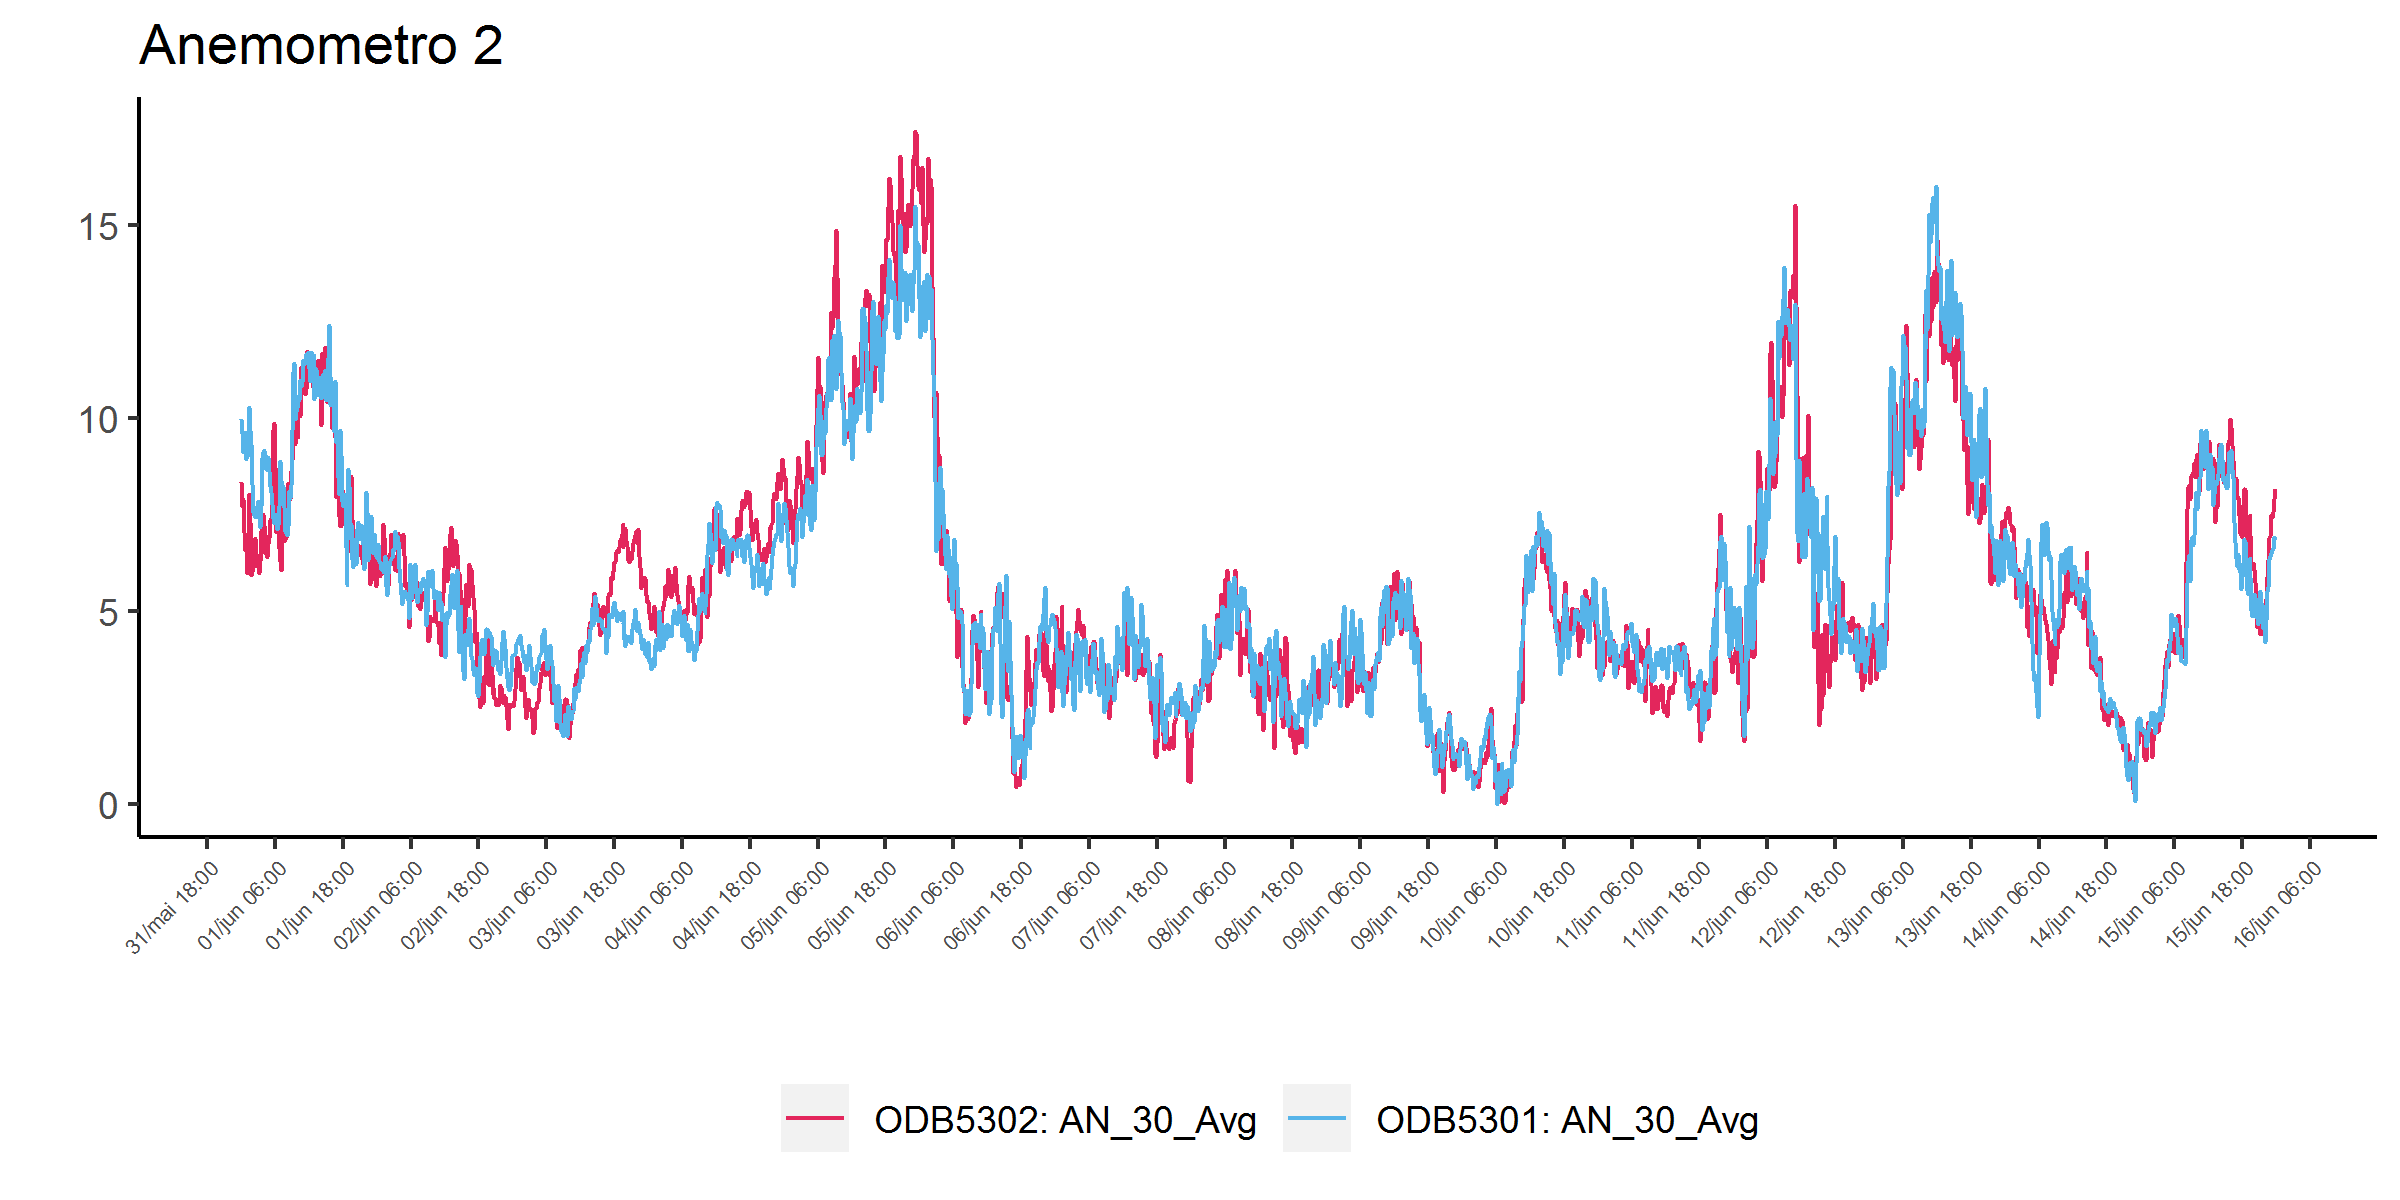 Anemometro 2
15
10
5
0
31/mai 18:00
01/jun 06:00
01/jun 18:00
02/jun 06:00
02/jun 18:00
03/jun 06:00
03/jun 18:00
04/jun 06:00
04/jun 18:00
05/jun 06:00
05/jun 18:00
06/jun 06:00
06/jun 18:00
07/jun 06:00
07/jun 18:00
08/jun 06:00
08/jun 18:00
09/jun 06:00
09/jun 18:00
10/jun 06:00
10/jun 18:00
11/jun 06:00
11/jun 18:00
12/jun 06:00
12/jun 18:00
13/jun 06:00
13/jun 18:00
14/jun 06:00
14/jun 18:00
15/jun 06:00
15/jun 18:00
16/jun 06:00
ODB5302: AN_30_Avg
ODB5301: AN_30_Avg